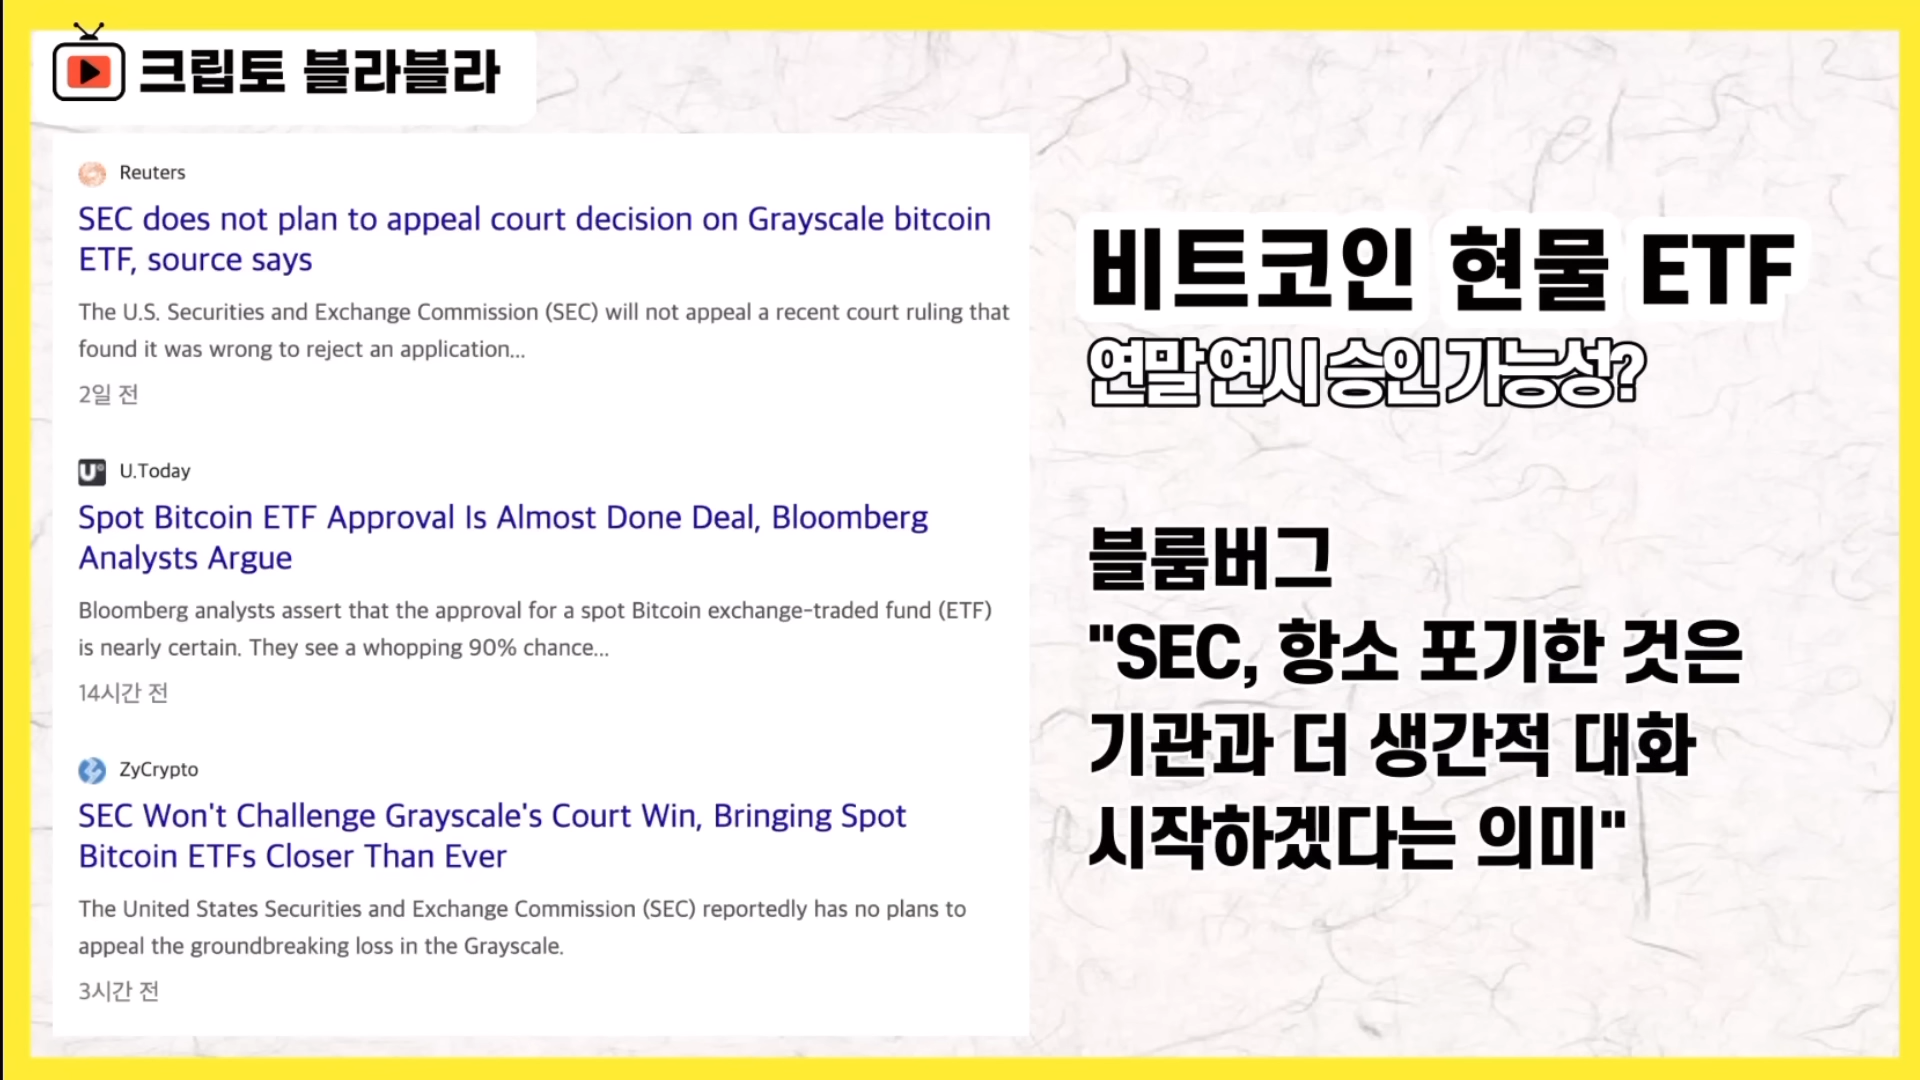 크립토 블라블라
Reuters
SEC does not plan to appeal court decision on Grayscale bitcoin
ETF, source says
The U.S. Securities and Exchange Commission (SEC) will not appeal a recent court ruling that
found it was wrong to reject an application...
2일 전
U.Today
Spot Bitcoin ETF Approval Is Almost Done Deal, Bloomberg
Analysts Argue
Bloomberg analysts assert that the approval for a spot Bitcoin exchange-traded fund (ETF)
is nearly certain. They see a whopping 90% chance...
14시간 전
ZyCrypto
SEC Won't Challenge Grayscale's Court Win, Bringing Spot
Bitcoin ETFs Closer Than Ever
The United States Securities and Exchange Commission (SEC) reportedly has no plans to
appeal the groundbreaking loss in the Grayscale.
3시간 전
비트코인 현물 ETF
연말 연시 승인 가능성?
블룸버그
"SEC, 항소 포기한 것은
기관과 더 생간적 대화
시작하겠다는 의미"